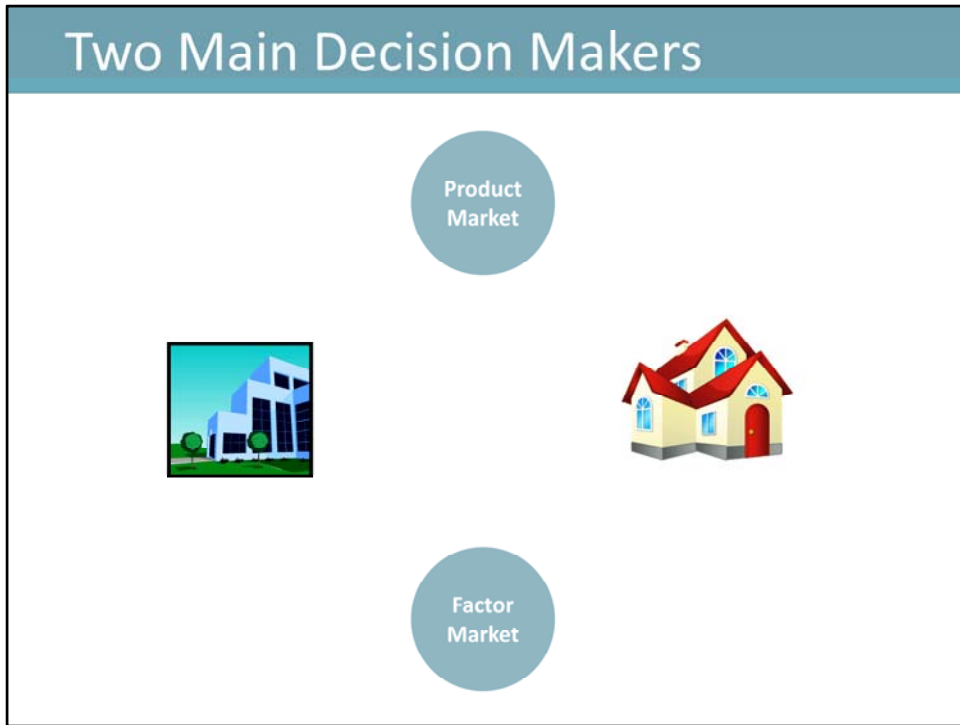 Two Main Decision Makers
Product
Market
Factor
Market